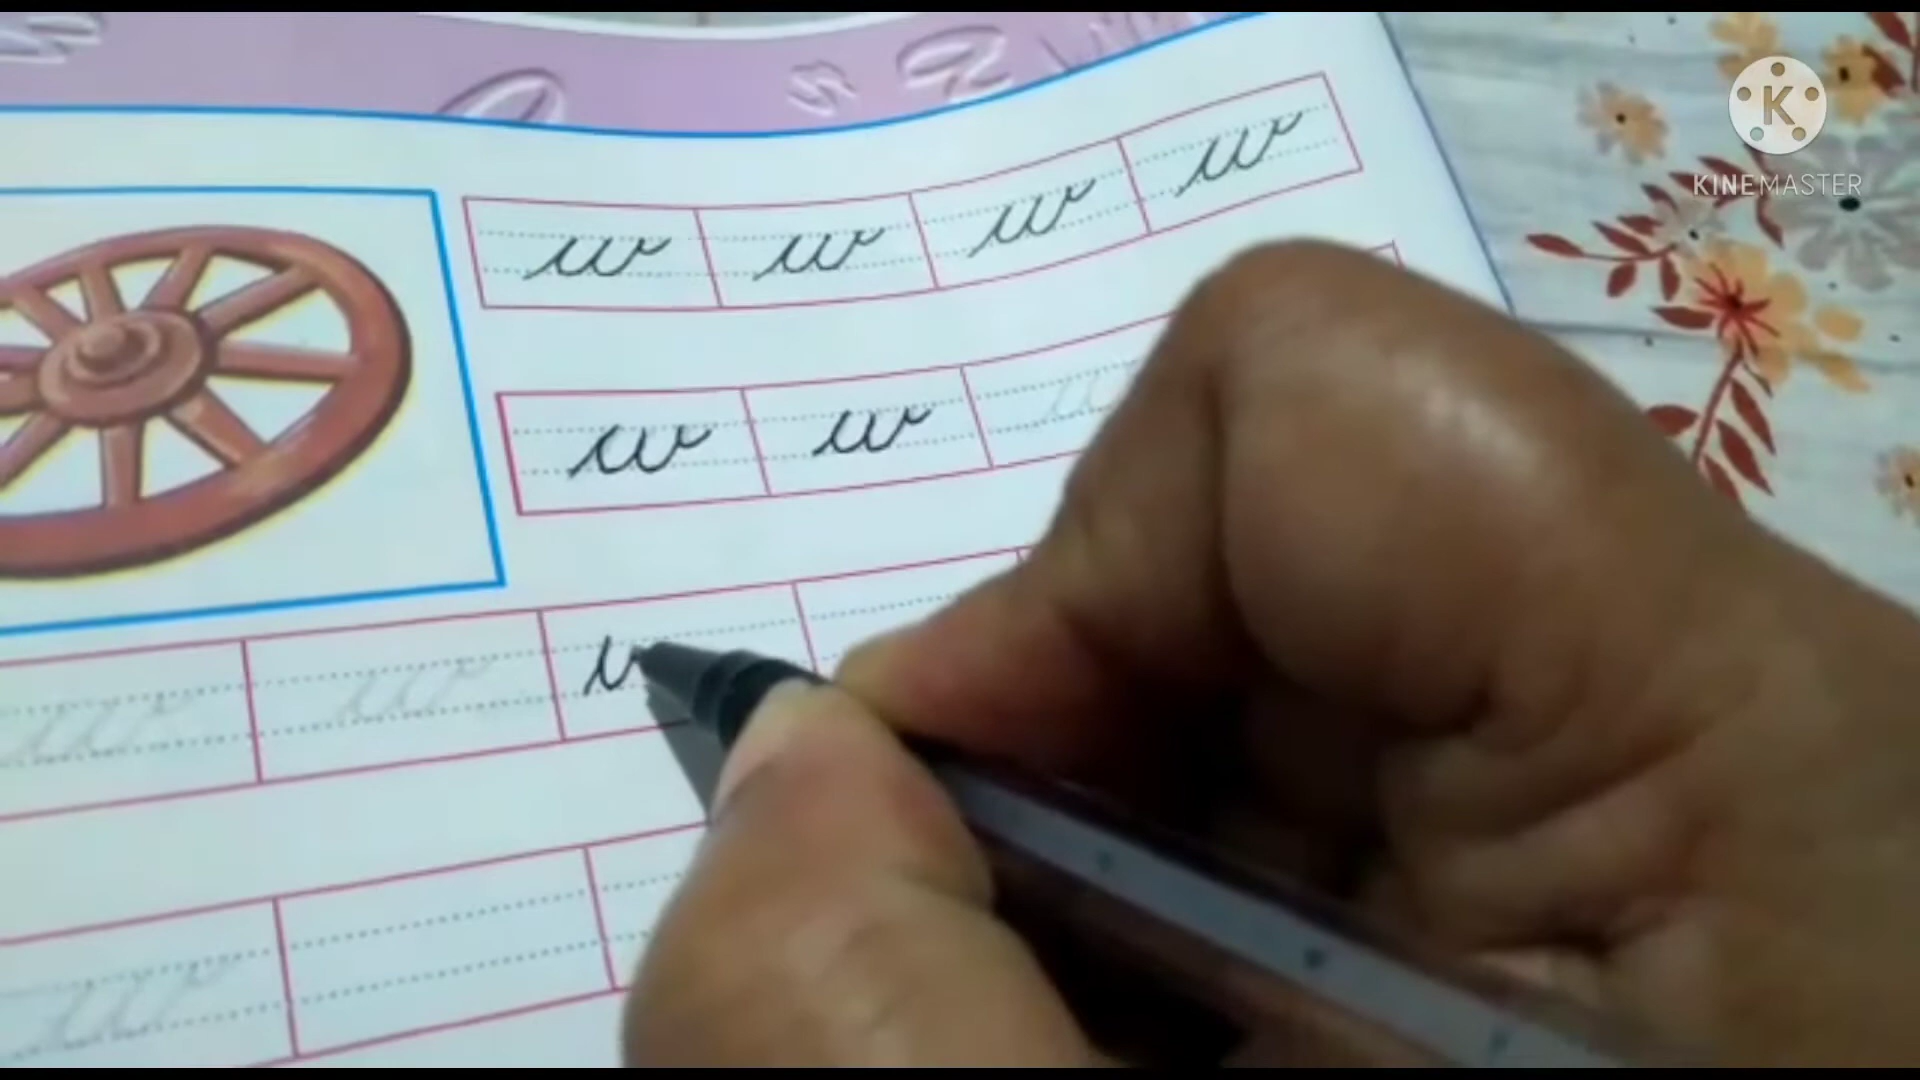 w w w w
w w w
w w u
w
K
KINEMASTER